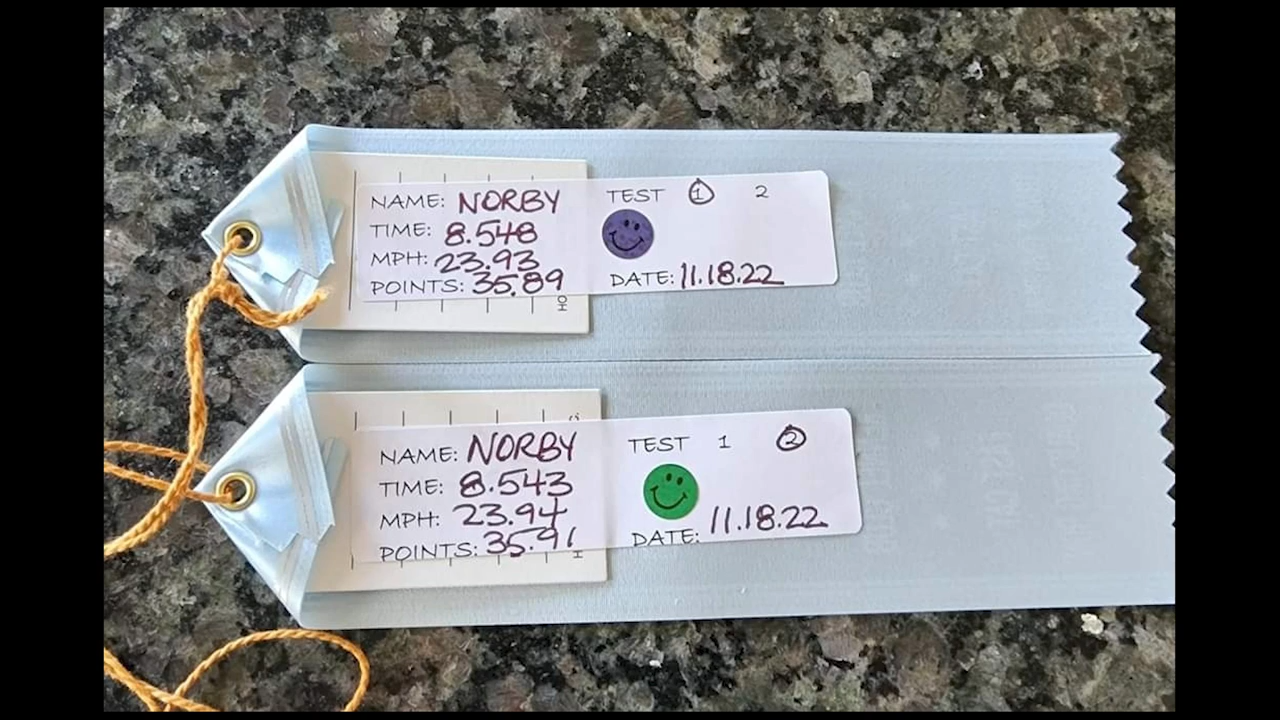 NAME: NORBY TEST 1 2
TIME: 8.548
MPH: 23.93
POINTS: 35.89 DATE: 11.18.22
HO
NAME: NORBY TEST 1 2
TIME: 8.543
MPH: 23.94
POINTS: 35.91 DATE: 11.18.22
H